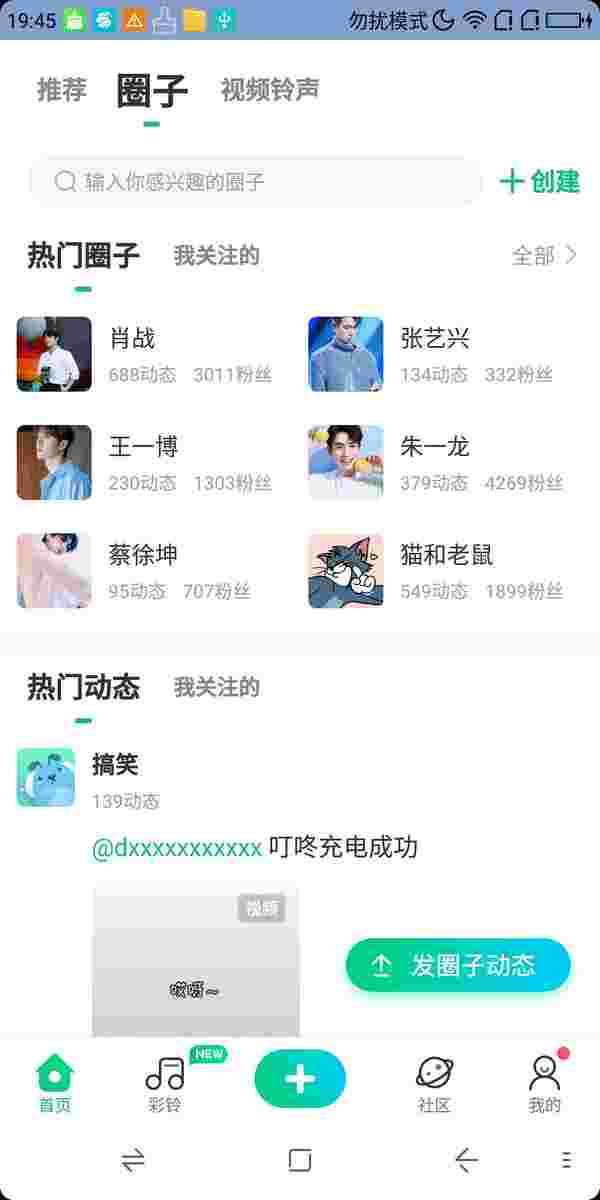 19:45 勿扰模式
推荐 圈子 视频铃声
输入你感兴趣的圈子 创建
热门圈子 我关注的 全部
肖战
688动态 3011粉丝
张艺兴
134动态 332粉丝
王一博
230动态 1303粉丝
朱一龙
379动态 4269粉丝
蔡徐坤
95动态 707粉丝
猫和老鼠
549动态 1899粉丝
热门动态 我关注的
搞笑
139动态
@dxxxxxxxxxxx 叮咚充电成功
视频
哎呀~
发圈子动态
NEW
首页 彩铃 社区 我的